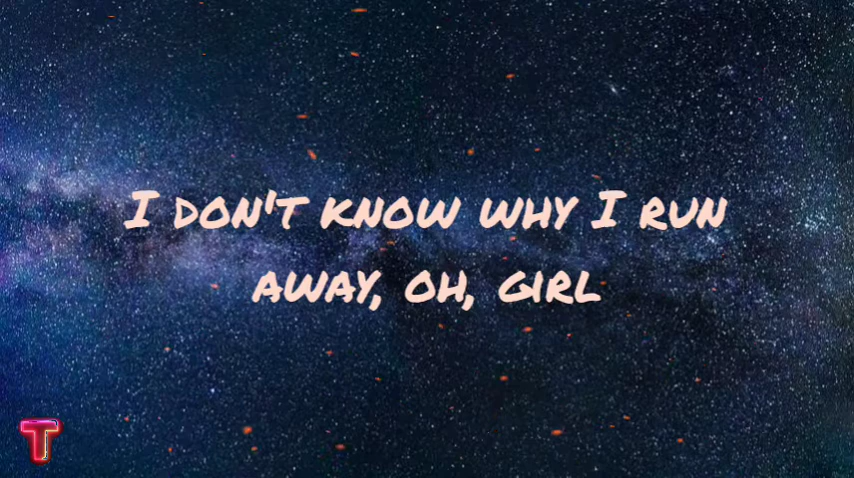 I DON'T KNOW WHY I RUN
AWAY, OH, GIRL
T